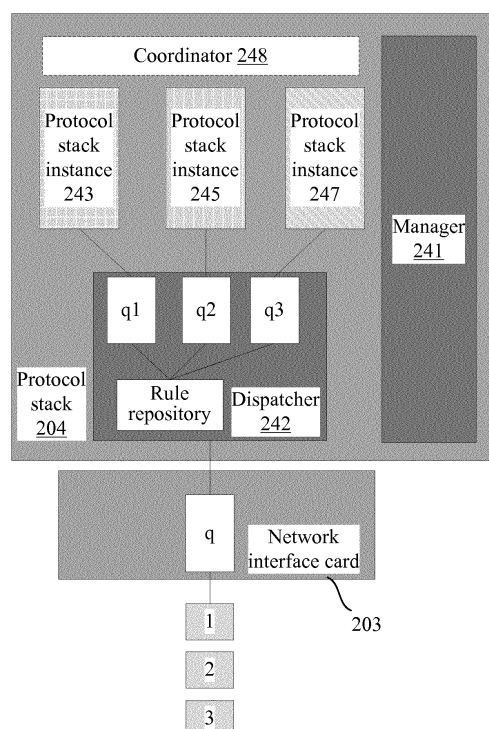 Coordinator 248
Protocol
stack
instance
243
Protocol
stack
instance
245
Protocol
stack
instance
247
Manager
241
q1
q2
q3
Rule
repository
Dispatcher
242
Protocol
stack
204
q
Network
interface card
203
1
2
3